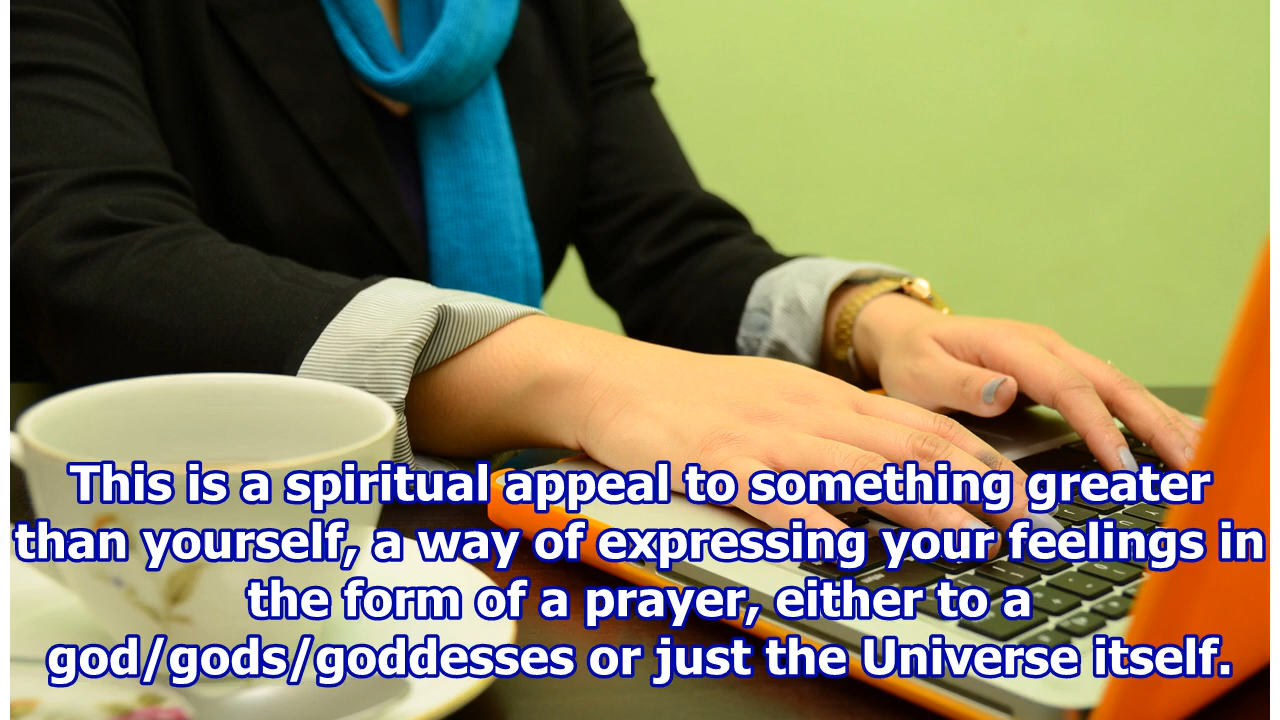 This is a spiritual appeal to something greater
than yourself, a way of expressing your feelings in
the form of a prayer, either to a
god/gods/goddesses or just the Universe itself.